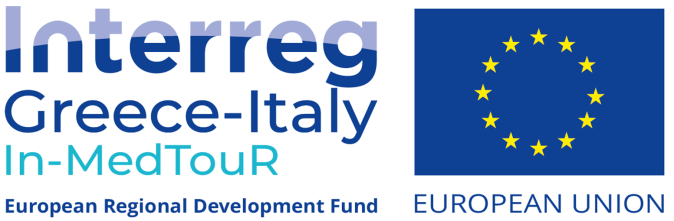 Interreg
Greece-Italy
In-MedTouR
European Regional Development Fund
EUROPEAN UNION